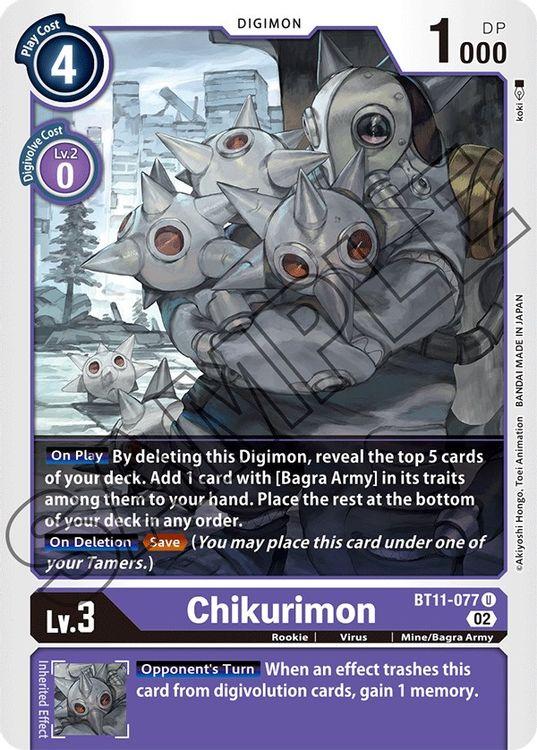 Play Cost
4
DIGIMON
DP
1000
Digivolve Cost
Lv.2
0
koki
SAMPLE
©Akiyoshi Hongo, Toei Animation BANDAI MADE IN JAPAN
On Play By deleting this Digimon, reveal the top 5 cards
of your deck. Add 1 card with [Bagra Army] in its traits
among them to your hand. Place the rest at the bottom
of your deck in any order.
On Deletion Save (You may place this card under one of
your Tamers.)
Lv.3
Chikurimon
BT11-077 U
02
Rookie | Virus | Mine/Bagra Army
Inherited Effect
Opponent's Turn When an effect trashes this
card from digivolution cards, gain 1 memory.